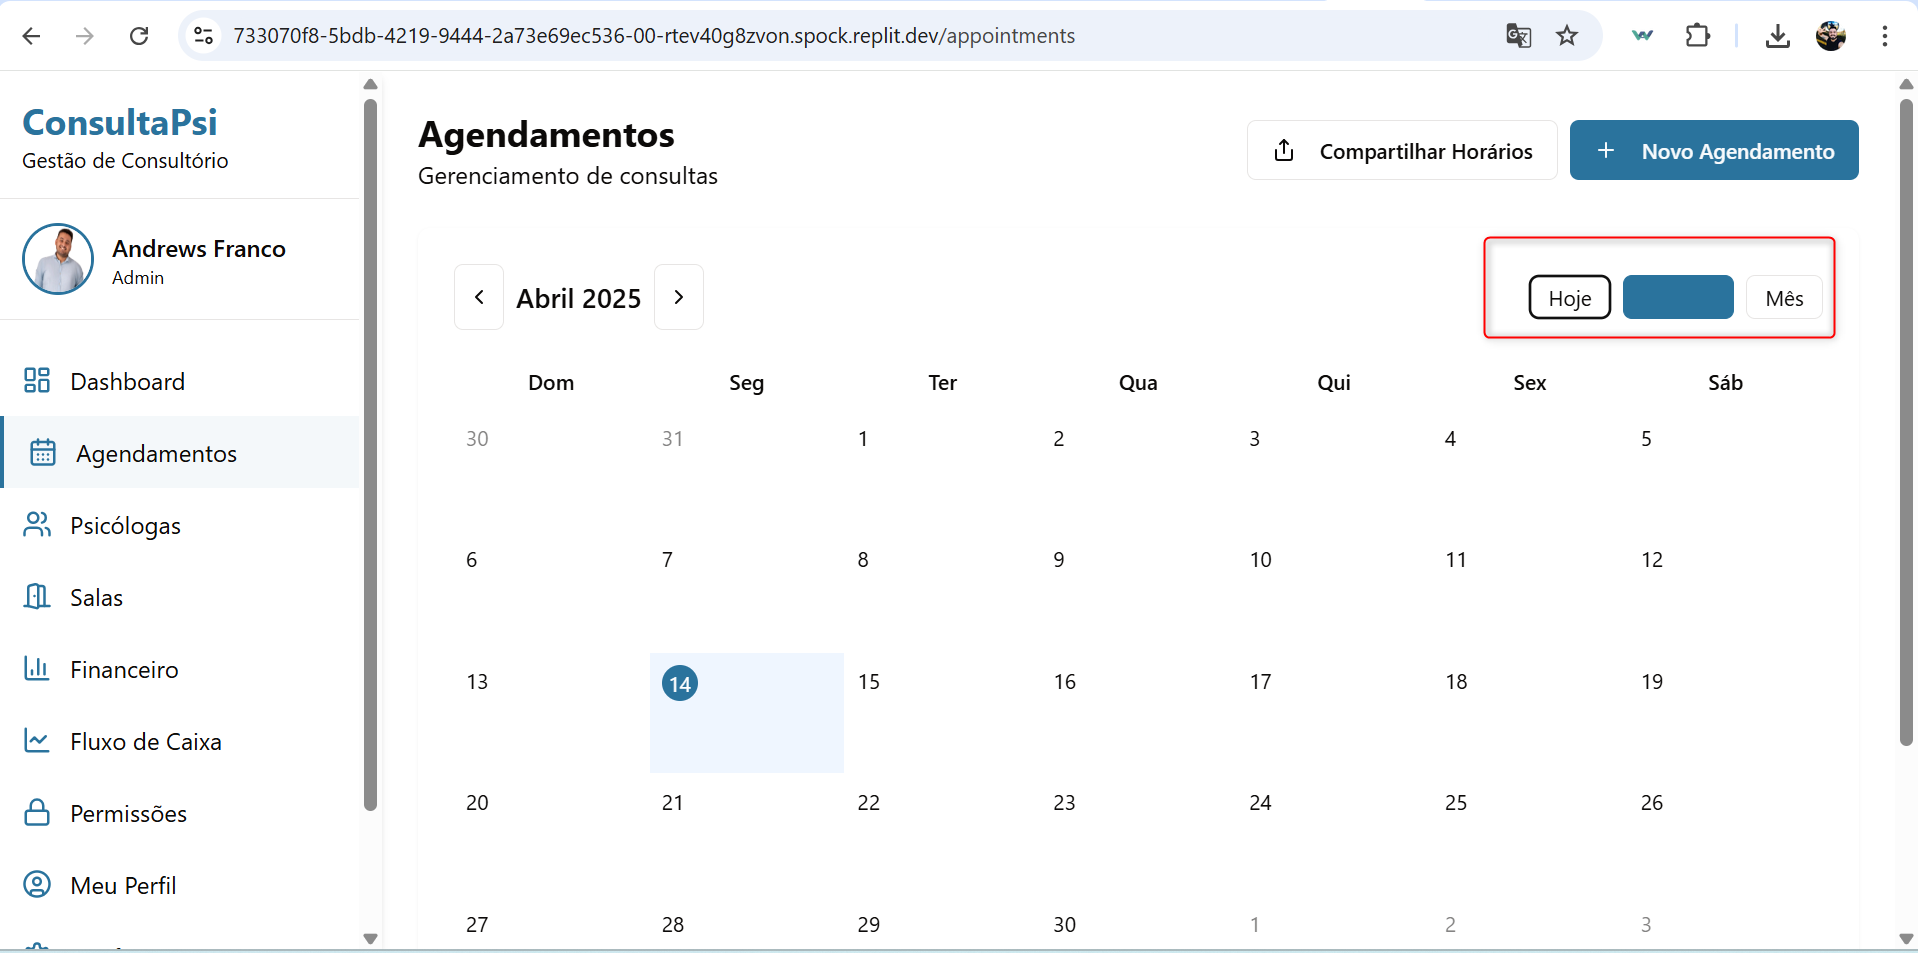 733070f8-5bdb-4219-9444-2a73e69ec536-00-rtev40g8zvon.spock.replit.dev/appointments
ConsultaPsi
Gestão de Consultório
Andrews Franco
Admin
Dashboard
Agendamentos
Psicólogas
Salas
Financeiro
Fluxo de Caixa
Permissões
Meu Perfil
Agendamentos
Gerenciamento de consultas
Compartilhar Horários
+ Novo Agendamento
Abril 2025
Hoje
Mês
Dom Seg Ter Qua Qui Sex Sáb
30 31 1 2 3 4 5
6 7 8 9 10 11 12
13 14 15 16 17 18 19
20 21 22 23 24 25 26
27 28 29 30 1 2 3